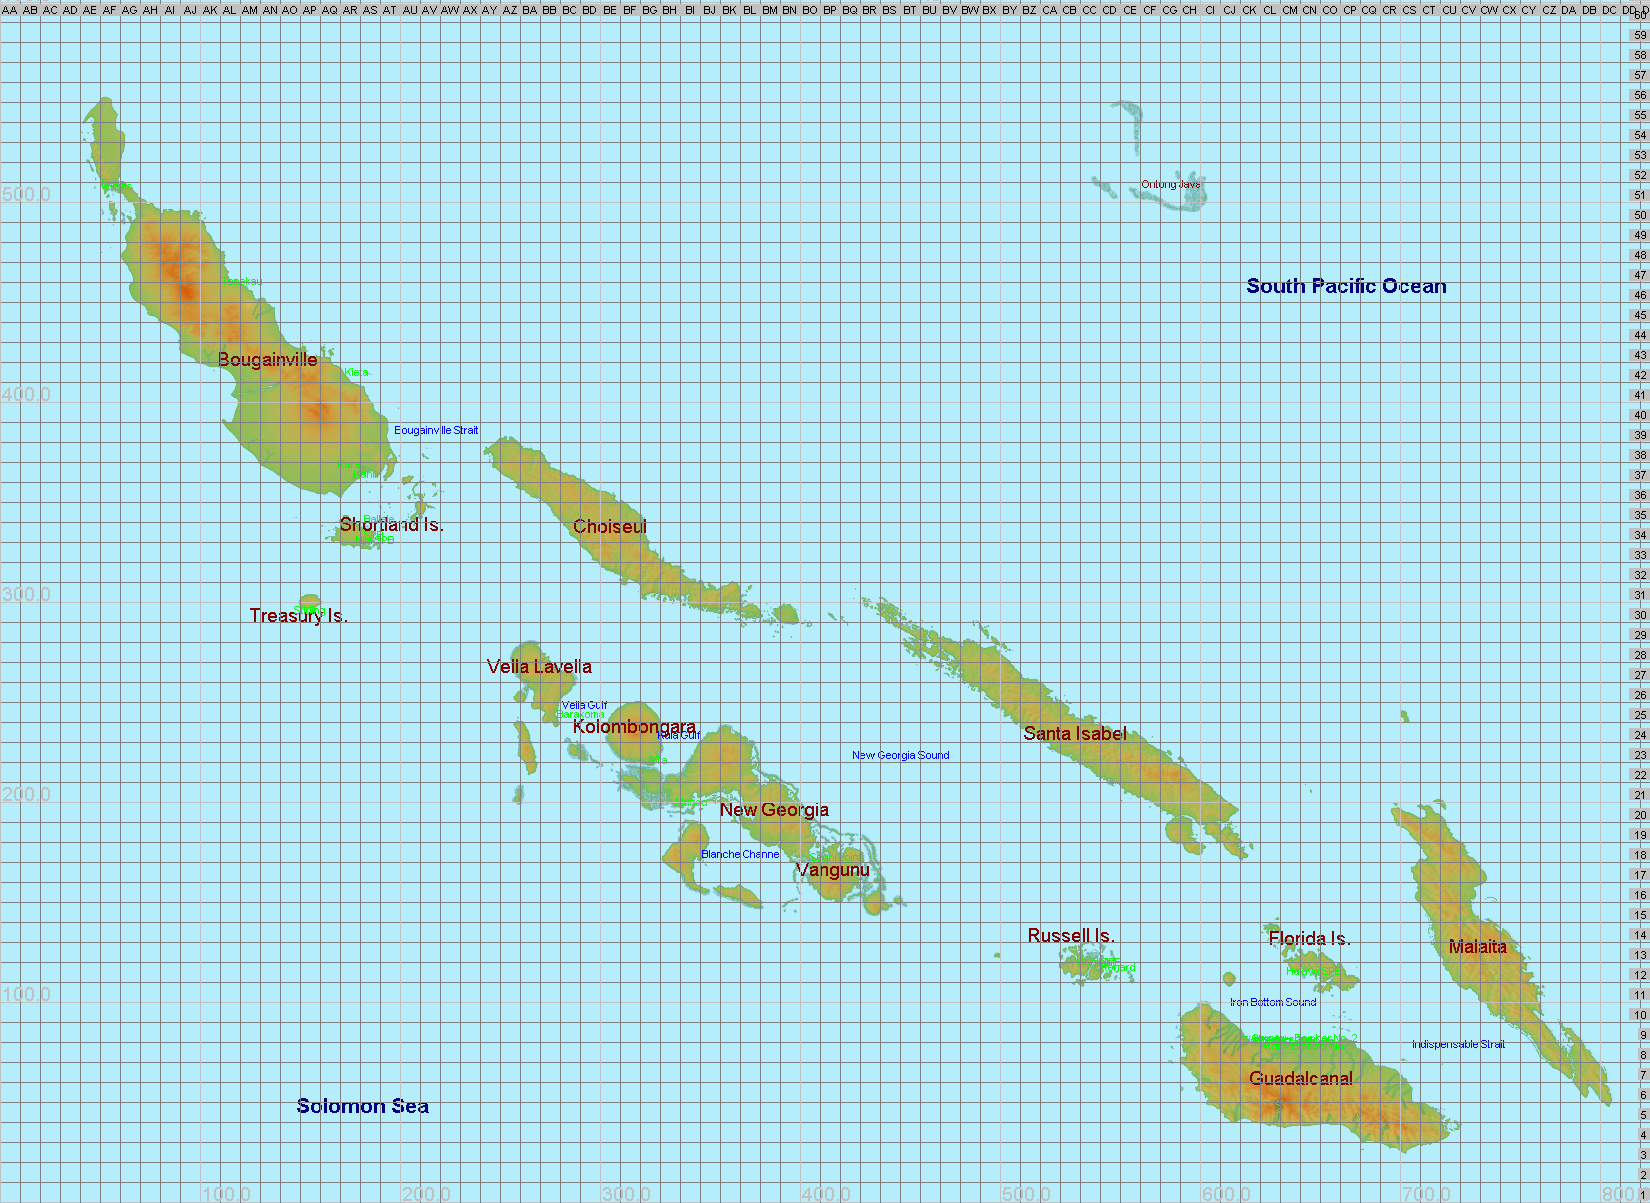 AA AB AC AD AE AF AG AH AI AJ AK AL AM AN AO AP AQ AR AS AT AU AV AW AX AY AZ BA BB BC BD BE BF BG BH BI BJ BK BL BM BN BO BP BQ BR BS BT BU BV BW BX BY BZ CA CB CC CD CE CF CG CH CI CJ CK CL CM CN CO CP CQ CR CS CT CU CV CW CX CY CZ DA DB DC DD
60
59
58
57
56
55
54
53
52
Ontong Java
500.0
51
50
49
48
47
Tenekau
South Pacific Ocean
46
45
44
Bougainville
43
Kieta
42
400.0
41
40
Bougainville Strait
39
38
Kara
37
36
Ballale
35
Shortland Is.
Choiseul
34
33
32
300.0
31
Treasury Is.
30
29
28
Vella Lavella
27
26
Vella Gulf
Barakoma
25
Kolombongara
Kula Gulf
Santa Isabel
24
New Georgia Sound
23
Vila
22
200.0
21
Munda
New Georgia
20
19
Blanche Channe
18
Vangunu
17
16
15
Russell Is.
Florida Is.
14
Malaita
13
12
100.0
Iron Bottom Sound
11
10
9
Indispensable Strait
8
Guadalcanal
7
Solomon Sea
6
5
4
3
2
100.0 200.0 300.0 400.0 500.0 600.0 700.0 800.0
1